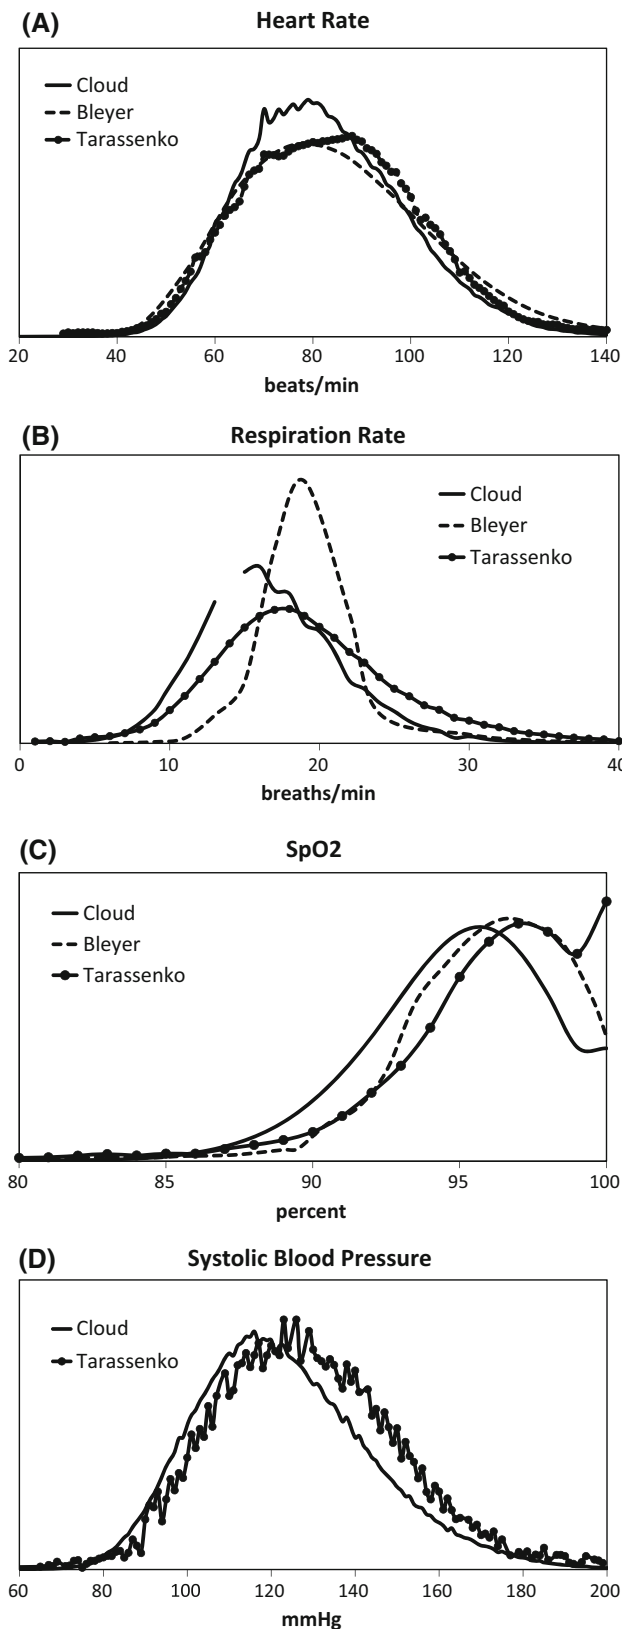 (A) Heart Rate
Cloud
Bleyer
Tarassenko
20 40 60 80 100 120 140
beats/min
(B) Respiration Rate
Cloud
Bleyer
Tarassenko
0 10 20 30 40
breaths/min
(C) SpO2
Cloud
Bleyer
Tarassenko
80 85 90 95 100
percent
(D) Systolic Blood Pressure
Cloud
Tarassenko
60 80 100 120 140 160 180 200
mmHg